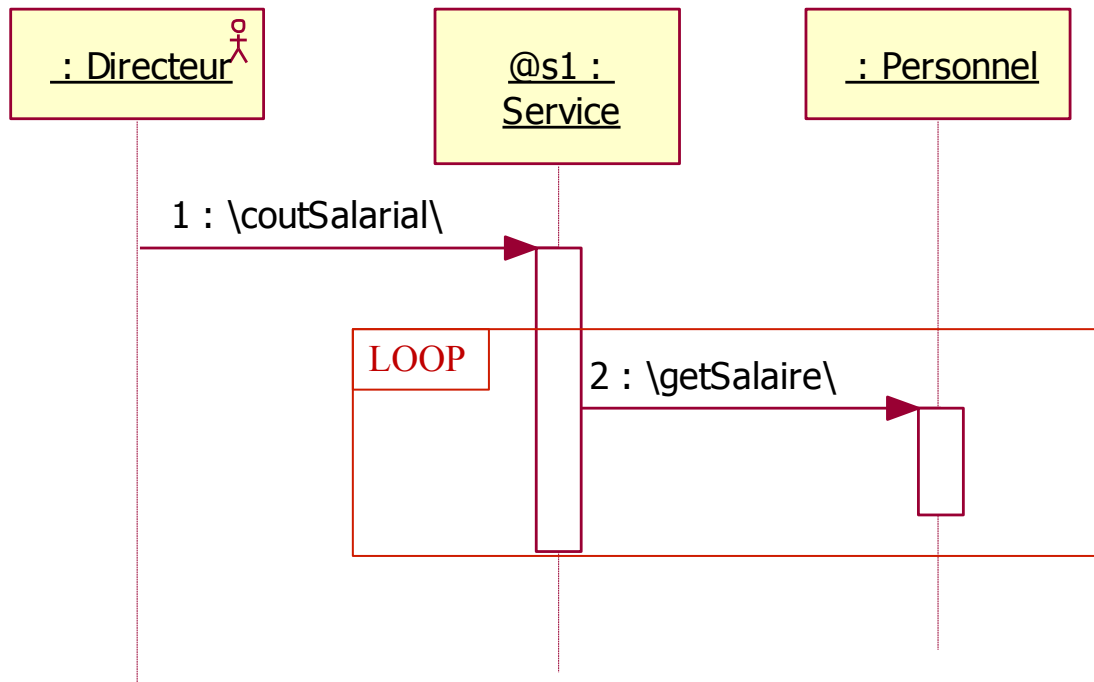 : Directeur
@s1 :
Service
: Personnel
1 : \coutSalarial\
LOOP
2 : \getSalaire\